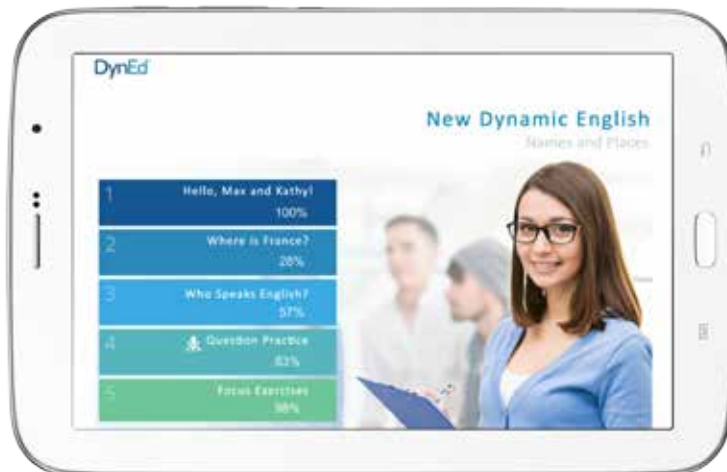 DynEd
New Dynamic English
Names and Places
1
Hello, Max and Kathy!
100%
2
Where is France?
28%
3
Who Speaks English?
57%
4
Question Practice
83%
5
Focus Exercises
98%